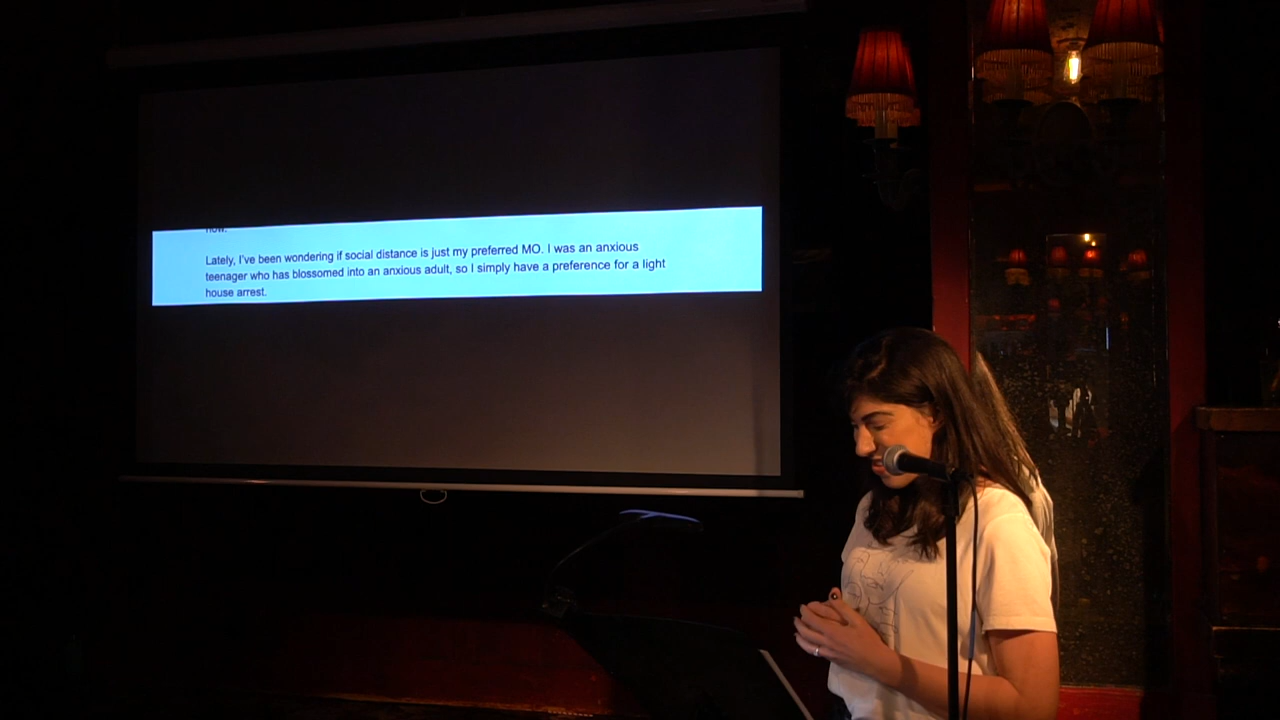 now.
Lately, I've been wondering if social distance is just my preferred MO. I was an anxious
teenager who has blossomed into an anxious adult, so I simply have a preference for a light
house arrest.